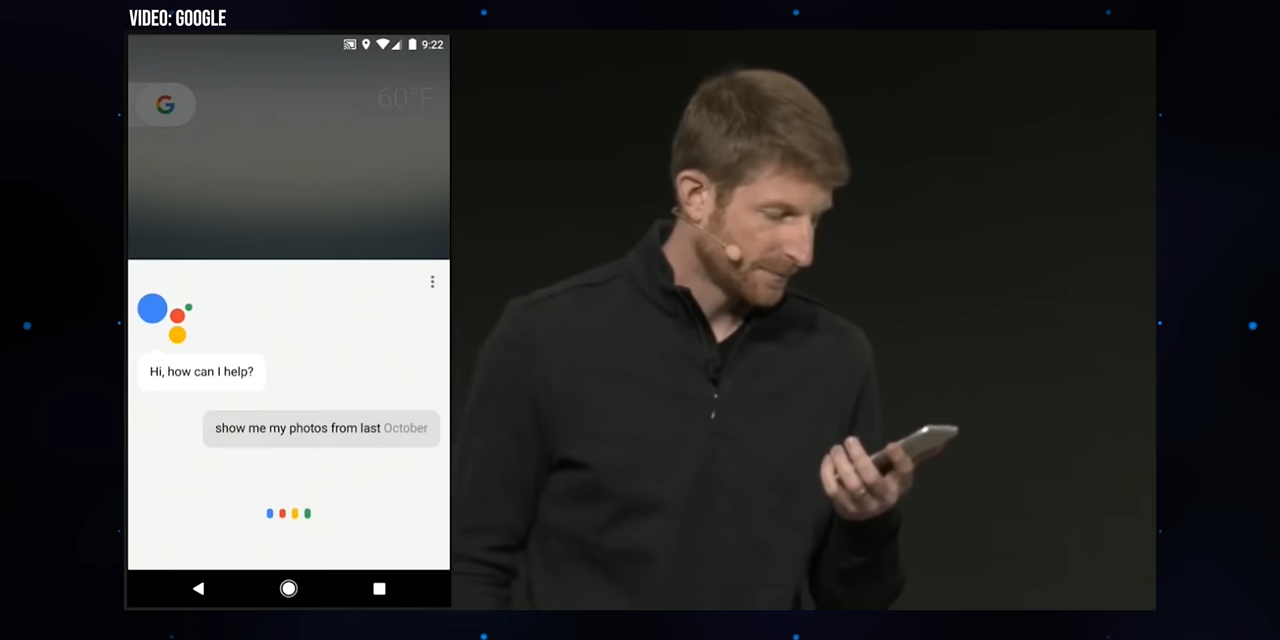 VIDEO: GOOGLE
9:22
G
60°F
Hi, how can I help?
show me my photos from last October